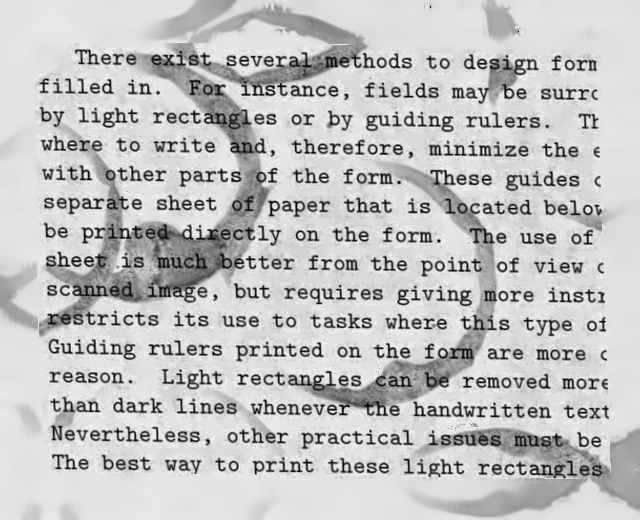 There exist several methods to design
filled in. For instance, fields may be
by light rectangles or by guiding rulers.
where to write and, therefore, minimize the
with other parts of the form. These guides
separate sheet of paper that is located below
be printed directly on the form. The use of
sheet is much better from the point of view
scanned image, but requires giving more
restricts its use to tasks where this type of
Guiding rulers printed on the form are more
reason. Light rectangles can be removed more
than dark lines whenever the handwritten text
Nevertheless, other practical issues must be
The best way to print these light rectangles